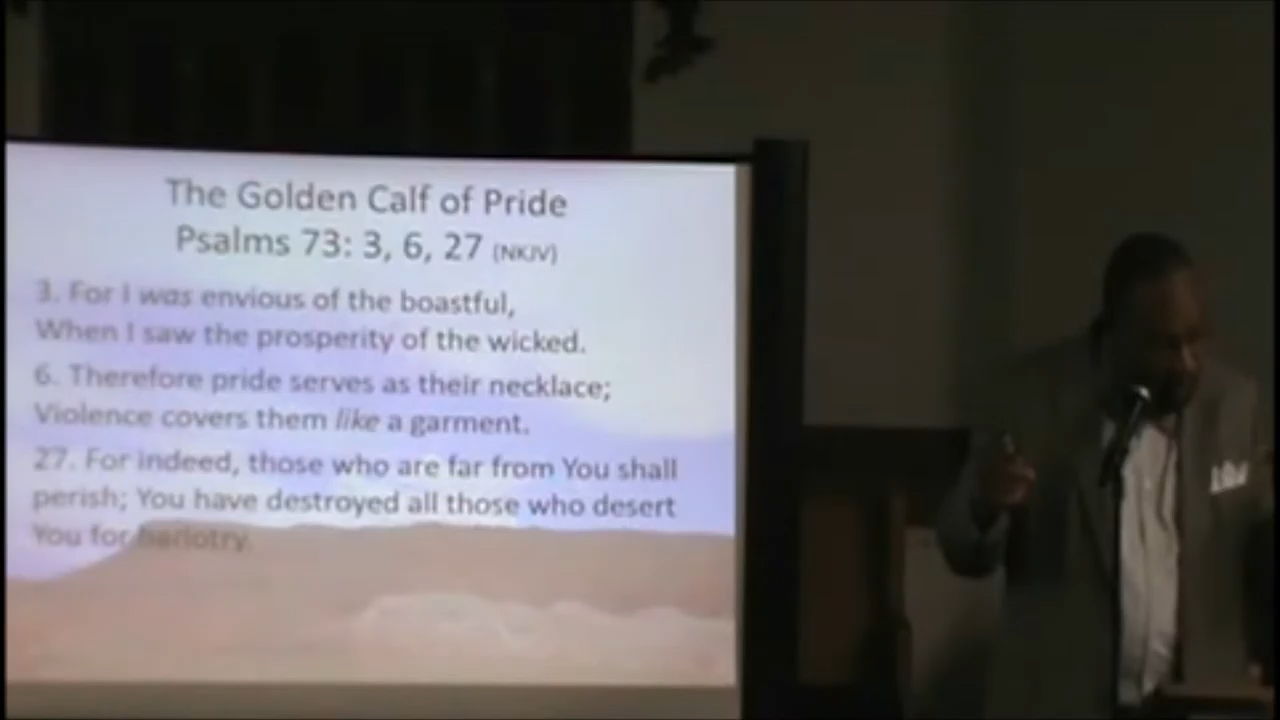 The Golden Calf of Pride
Psalms 73: 3, 6, 27 (NKJV)
3. For I was envious of the boastful,
When I saw the prosperity of the wicked.
6. Therefore pride serves as their necklace;
Violence covers them like a garment.
27. For indeed, those who are far from You shall
perish; You have destroyed all those who desert
You for harlotry.